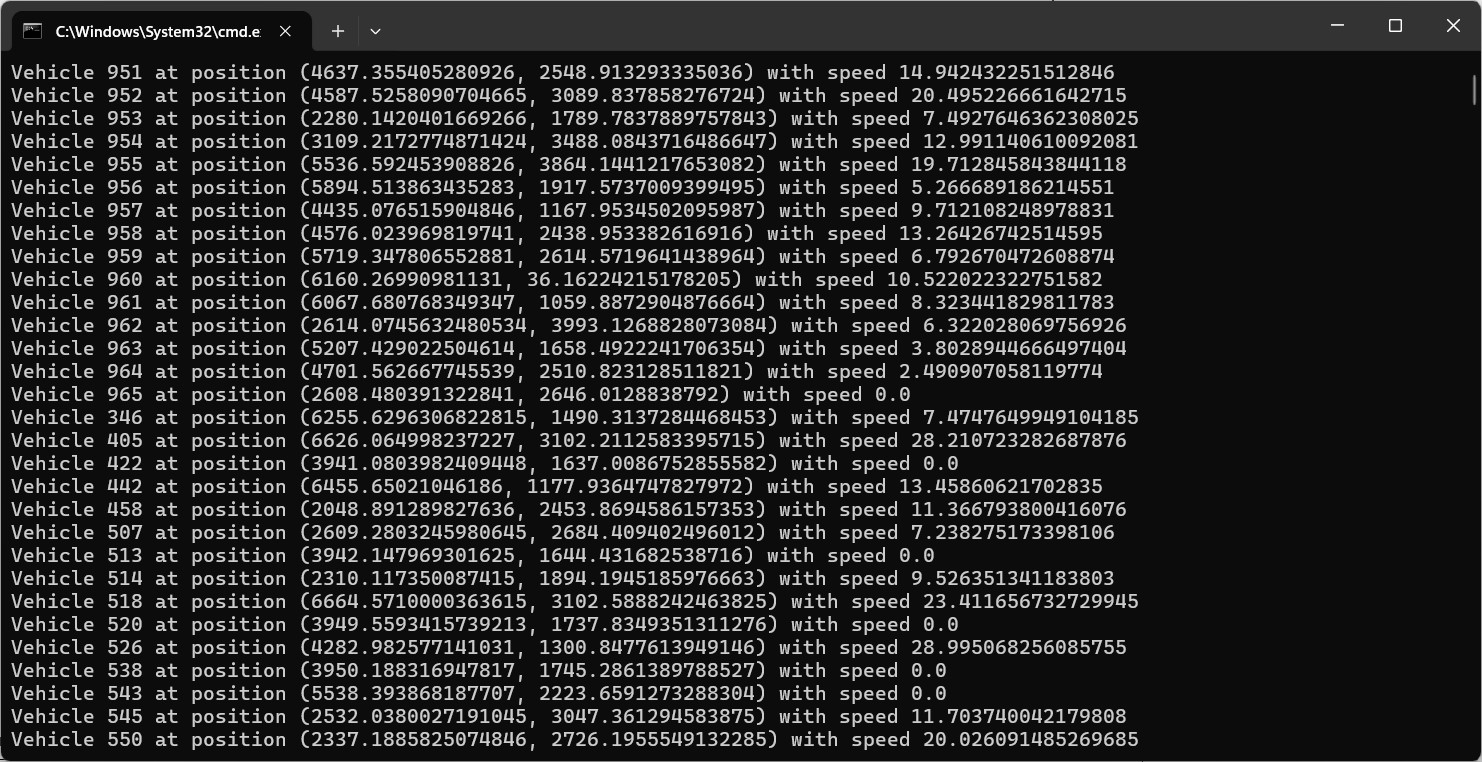 C:\Windows\System32\cmd.e
Vehicle 951 at position (4637.355405280926, 2548.913293335036) with speed 14.942432251512846
Vehicle 952 at position (4587.5258090704665, 3089.837858276724) with speed 20.495226661642715
Vehicle 953 at position (2280.1420401669266, 1789.7837889757843) with speed 7.4927646362308025
Vehicle 954 at position (3109.2172774871424, 3488.0843716486647) with speed 12.991140610092081
Vehicle 955 at position (5536.592453908826, 3864.1441217653082) with speed 19.712845843844118
Vehicle 956 at position (5894.513863435283, 1917.5737009399495) with speed 5.266689186214551
Vehicle 957 at position (4435.076515904846, 1167.9534502095987) with speed 9.712108248978831
Vehicle 958 at position (4576.023969819741, 2438.953382616916) with speed 13.26426742514595
Vehicle 959 at position (5719.347806552881, 2614.5719641438964) with speed 6.792670472608874
Vehicle 960 at position (6160.26990981131, 36.16224215178205) with speed 10.522022322751582
Vehicle 961 at position (6067.680768349347, 1059.8872904876664) with speed 8.323441829811783
Vehicle 962 at position (2614.0745632480534, 3993.1268828073084) with speed 6.322028069756926
Vehicle 963 at position (5207.429022504614, 1658.4922241706354) with speed 3.8028944666497404
Vehicle 964 at position (4701.562667745539, 2510.823128511821) with speed 2.490907058119774
Vehicle 965 at position (2608.480391322841, 2646.0128838792) with speed 0.0
Vehicle 346 at position (6255.6296306822815, 1490.3137284468453) with speed 7.4747649949104185
Vehicle 405 at position (6626.064998237227, 3102.2112583395715) with speed 28.210723282687876
Vehicle 422 at position (3941.0803982409448, 1637.0086752855582) with speed 0.0
Vehicle 442 at position (6455.65021046186, 1177.9364747827972) with speed 13.45860621702835
Vehicle 458 at position (2048.891289827636, 2453.8694586157353) with speed 11.366793800416076
Vehicle 507 at position (2609.2803245980645, 2684.409402496012) with speed 7.238275173398106
Vehicle 513 at position (3942.147969301625, 1644.431682538716) with speed 0.0
Vehicle 514 at position (2310.117350087415, 1894.1945185976663) with speed 9.526351341183803
Vehicle 518 at position (6664.5710000363615, 3102.5888242463825) with speed 23.411656732729945
Vehicle 520 at position (3949.5593415739213, 1737.8349351311276) with speed 0.0
Vehicle 526 at position (4282.982577141031, 1300.8477613949146) with speed 28.995068256085755
Vehicle 538 at position (3950.188316947817, 1745.2861389788527) with speed 0.0
Vehicle 543 at position (5538.393868187707, 2223.6591273288304) with speed 0.0
Vehicle 545 at position (2532.0380027191045, 3047.361294583875) with speed 11.703740042179808
Vehicle 550 at position (2337.1885825074846, 2726.1955549132285) with speed 20.026091485269685